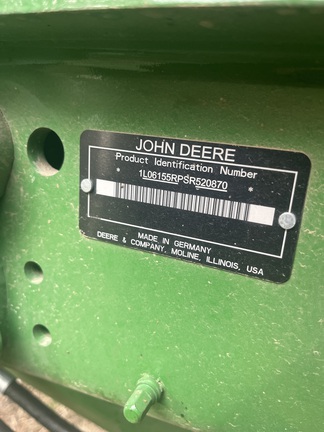 JOHN DEERE
Product Identification Number
1L06155RPSR520870
MADE IN GERMANY
DEERE & COMPANY, MOLINE, ILLINOIS, USA